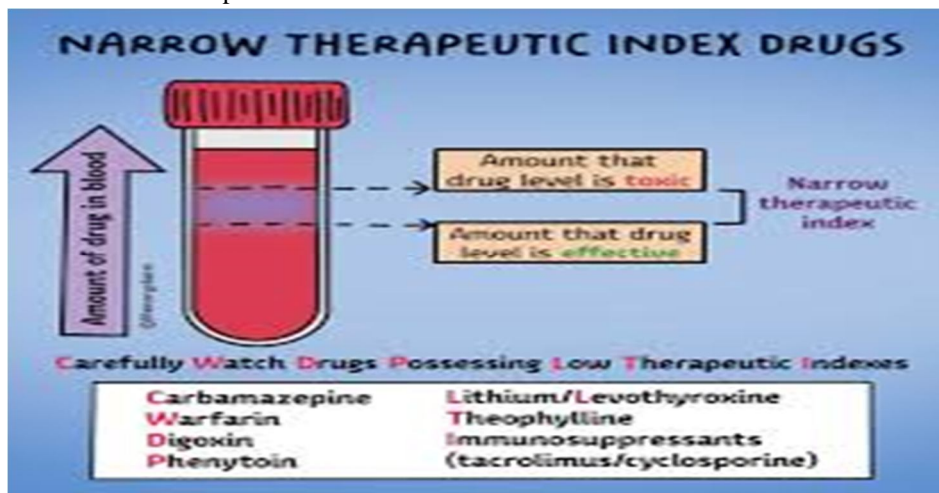 NARROW THERAPEUTIC INDEX DRUGS
Amount of drug in blood
Amount that
drug level is toxic
Amount that drug
level is effective
Narrow
therapeutic
index
Carefully Watch Drugs Possessing Low Therapeutic Indexes
Carbamazepine
Warfarin
Digoxin
Phenytoin
Lithium/Levothyroxine
Theophylline
Immunosuppressants
(tacrolimus/cyclosporine)